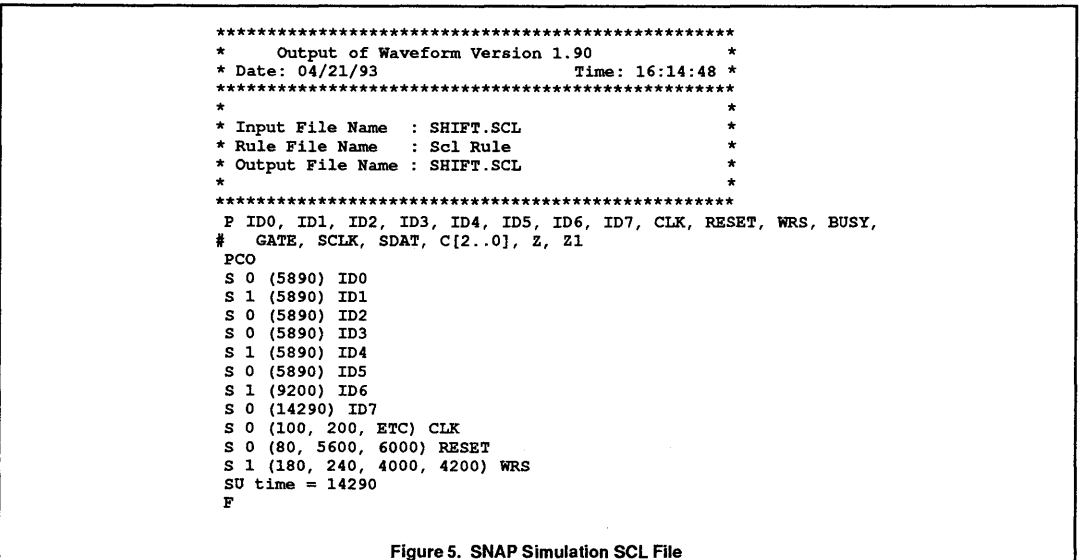 ***************************************************
* Output of Waveform Version 1.90 *
* Date: 04/21/93 Time: 16:14:48 *
***************************************************
* *
* Input File Name : SHIFT.SCL *
* Rule File Name : Scl Rule *
* Output File Name : SHIFT.SCL *
* *
***************************************************
P ID0, ID1, ID2, ID3, ID4, ID5, ID6, ID7, CLK, RESET, WRS, BUSY,
# GATE, SCLK, SDAT, C[2..0], Z, Z1
PCO
S 0 (5890) ID0
S 1 (5890) ID1
S 0 (5890) ID2
S 0 (5890) ID3
S 1 (5890) ID4
S 0 (5890) ID5
S 1 (9200) ID6
S 0 (14290) ID7
S 0 (100, 200, ETC) CLK
S 0 (80, 5600, 6000) RESET
S 1 (180, 240, 4000, 4200) WRS
SU time = 14290
F
Figure 5. SNAP Simulation SCL File